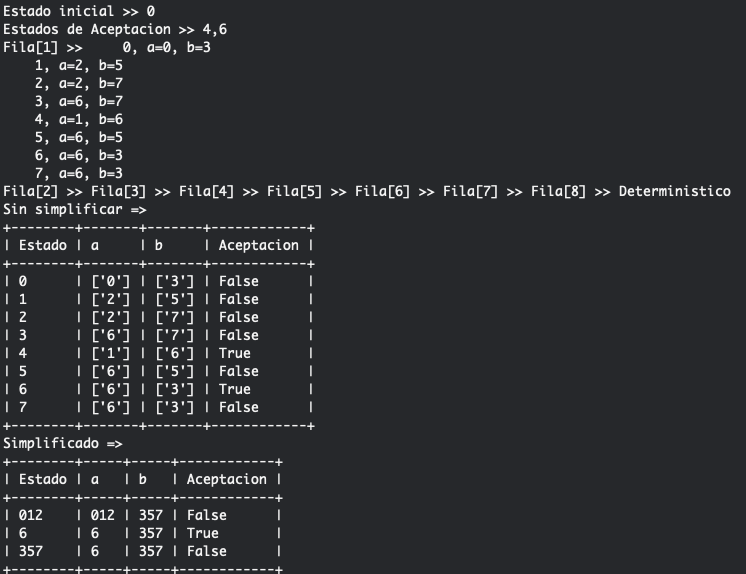 Estado inicial >> 0
Estados de Aceptacion >> 4,6
Fila[1] >>     0, a=0, b=3
    1, a=2, b=5
    2, a=2, b=7
    3, a=6, b=7
    4, a=1, b=6
    5, a=6, b=5
    6, a=6, b=3
    7, a=6, b=3
Fila[2] >> Fila[3] >> Fila[4] >> Fila[5] >> Fila[6] >> Fila[7] >> Fila[8] >> Deterministico
Sin simplificar =>
+--------+-------+-------+------------+
| Estado | a     | b     | Aceptacion |
+--------+-------+-------+------------+
| 0      | ['0'] | ['3'] | False      |
| 1      | ['2'] | ['5'] | False      |
| 2      | ['2'] | ['7'] | False      |
| 3      | ['6'] | ['7'] | False      |
| 4      | ['1'] | ['6'] | True       |
| 5      | ['6'] | ['5'] | False      |
| 6      | ['6'] | ['3'] | True       |
| 7      | ['6'] | ['3'] | False      |
+--------+-------+-------+------------+
Simplificado =>
+--------+-----+-----+------------+
| Estado | a   | b   | Aceptacion |
+--------+-----+-----+------------+
| 012    | 012 | 357 | False      |
| 6      | 6   | 357 | True       |
| 357    | 6   | 357 | False      |
+--------+-----+-----+------------+